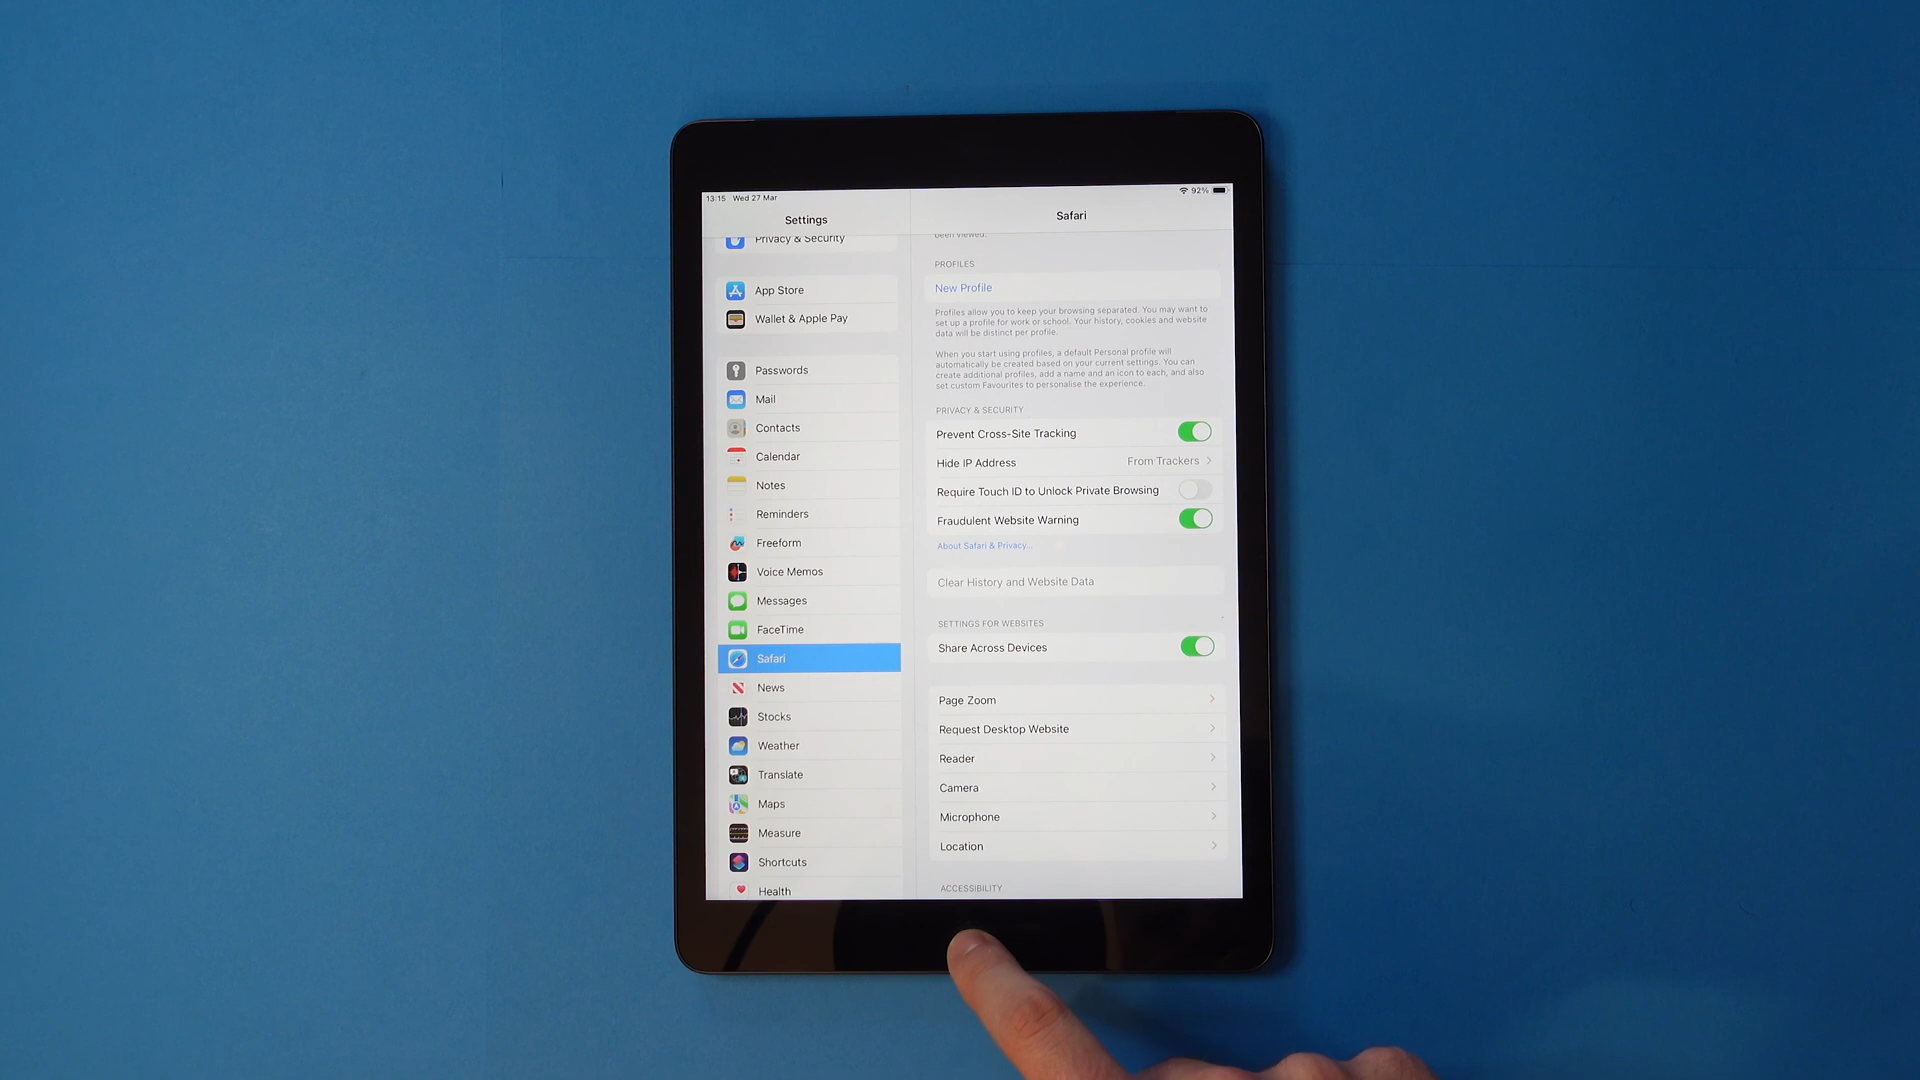 13:15 Wed 27 Mar
92%
Settings
Privacy & Security
App Store
Wallet & Apple Pay
Passwords
Mail
Contacts
Calendar
Notes
Reminders
Freeform
Voice Memos
Messages
FaceTime
Safari
News
Stocks
Weather
Translate
Maps
Measure
Shortcuts
Health
Safari
been viewed.
PROFILES
New Profile
Profiles allow you to keep your browsing separated. You may want to
set up a profile for work or school. Your history, cookies and website
data will be distinct per profile.
When you start using profiles, a default Personal profile will
automatically be created based on your current settings. You can
create additional profiles, add a name and an icon to each, and also
set custom Favourites to personalise the experience.
PRIVACY & SECURITY
Prevent Cross-Site Tracking
Hide IP Address From Trackers
Require Touch ID to Unlock Private Browsing
Fraudulent Website Warning
About Safari & Privacy...
Clear History and Website Data
SETTINGS FOR WEBSITES
Share Across Devices
Page Zoom
Request Desktop Website
Reader
Camera
Microphone
Location
ACCESSIBILITY